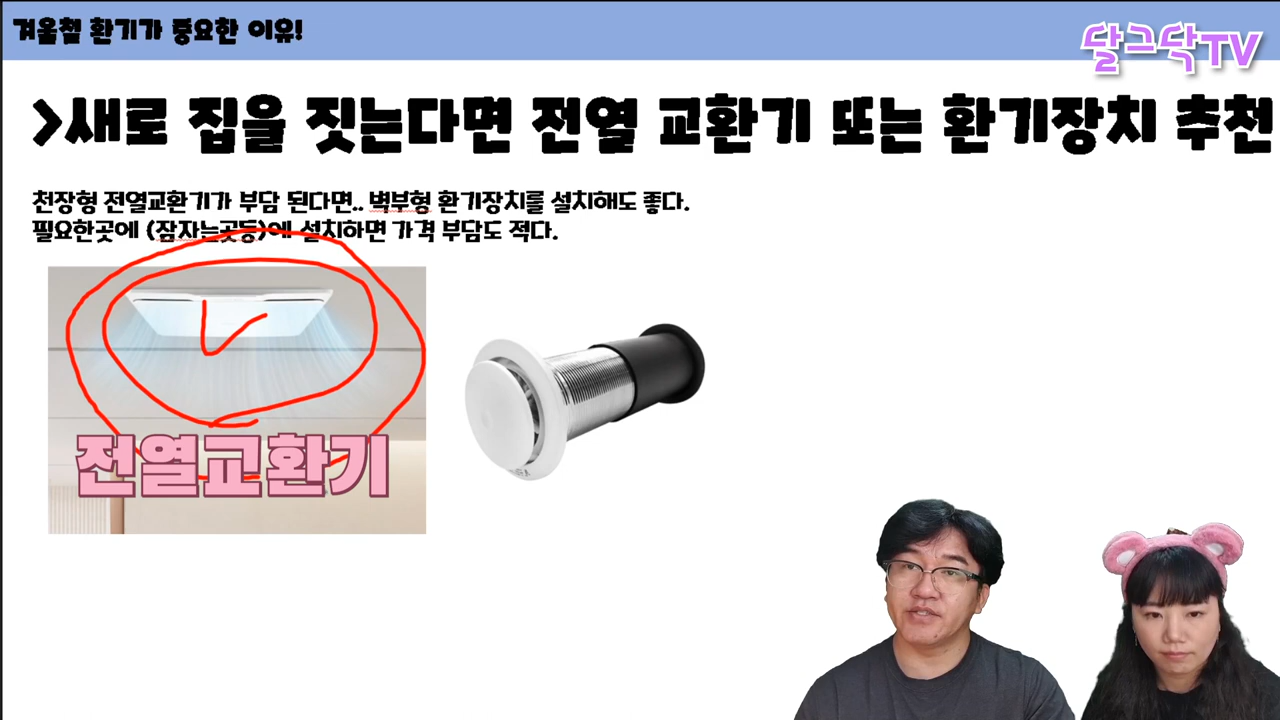 겨울철 환기가 중요한 이유!
달그닥TV
>새로 집을 짓는다면 전열 교환기 또는 환기장치 추천
천장형 전열교환기가 부담 된다면.. 벽부형 환기장치를 설치해도 좋다.
필요한곳에 (잠자는곳등)에 설치하면 가격 부담도 적다.
전열교환기